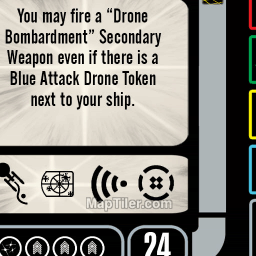 You may fire a “Drone
Bombardment” Secondary
Weapon even if there is a
Blue Attack Drone Token
next to your ship.
MapTiler.com
24